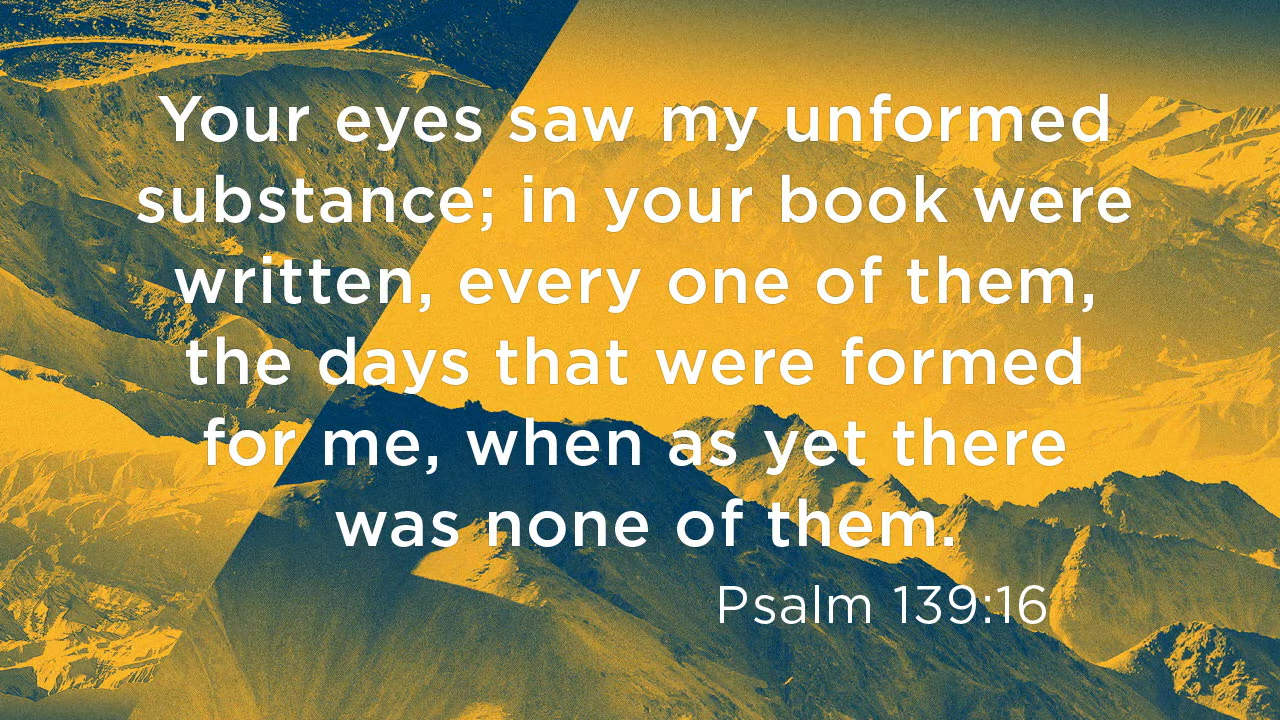 Your eyes saw my unformed
substance; in your book were
written, every one of them,
the days that were formed
for me, when as yet there
was none of them.
Psalm 139:16